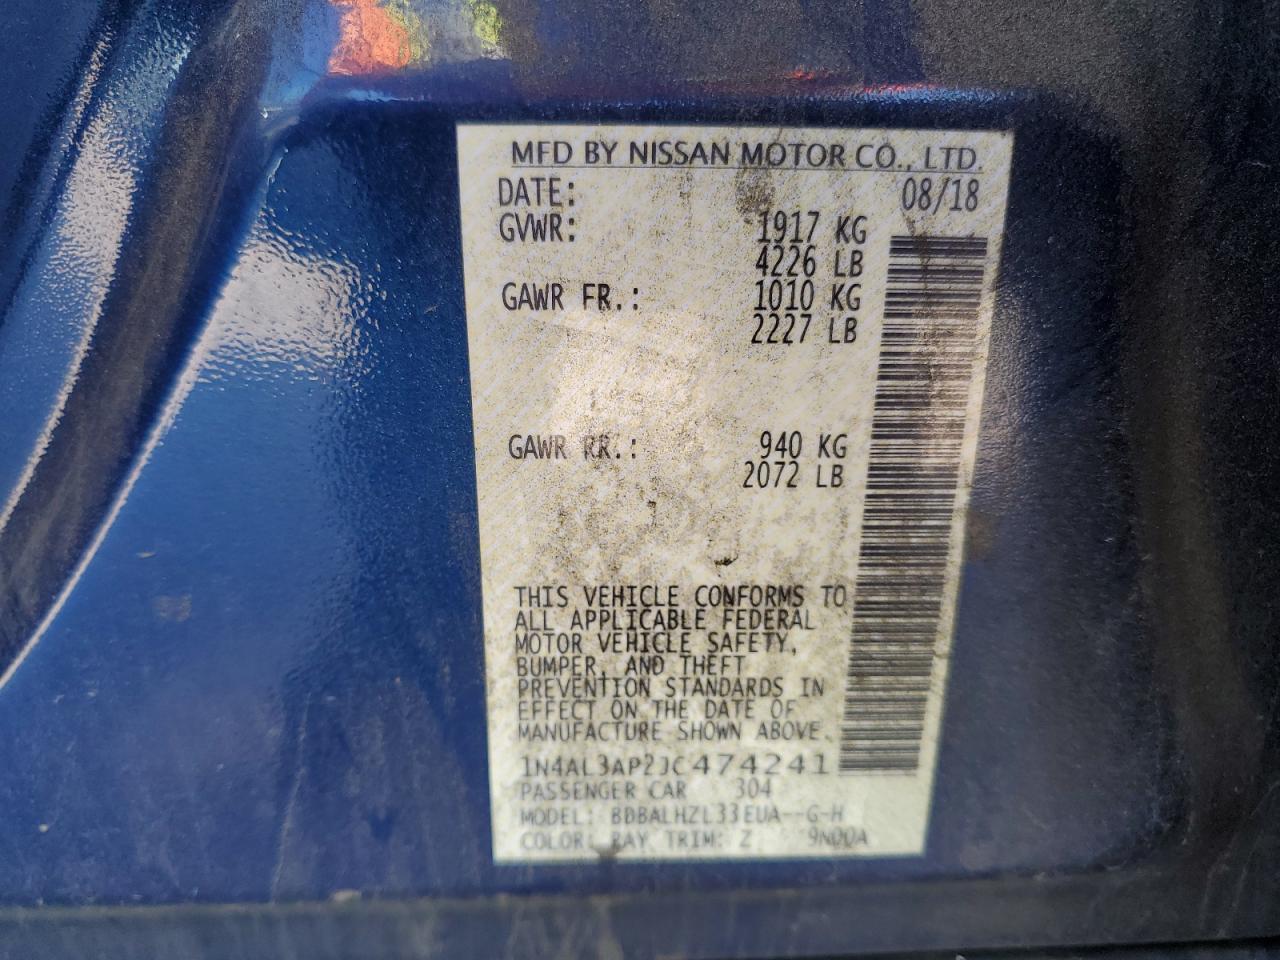 MFD BY NISSAN MOTOR CO., LTD.
DATE: 08/18
GVWR: 1917 KG
4226 LB
GAWR FR.: 1010 KG
2227 LB
GAWR RR.: 940 KG
2072 LB
THIS VEHICLE CONFORMS TO
ALL APPLICABLE FEDERAL
MOTOR VEHICLE SAFETY,
BUMPER, AND THEFT
PREVENTION STANDARDS IN
EFFECT ON THE DATE OF
MANUFACTURE SHOWN ABOVE.
1N4AL3AP2JC474241
PASSENGER CAR 304
MODEL: BDBALHZL33EUA--G-H
COLOR: RAY TRIM: Z 9N00A